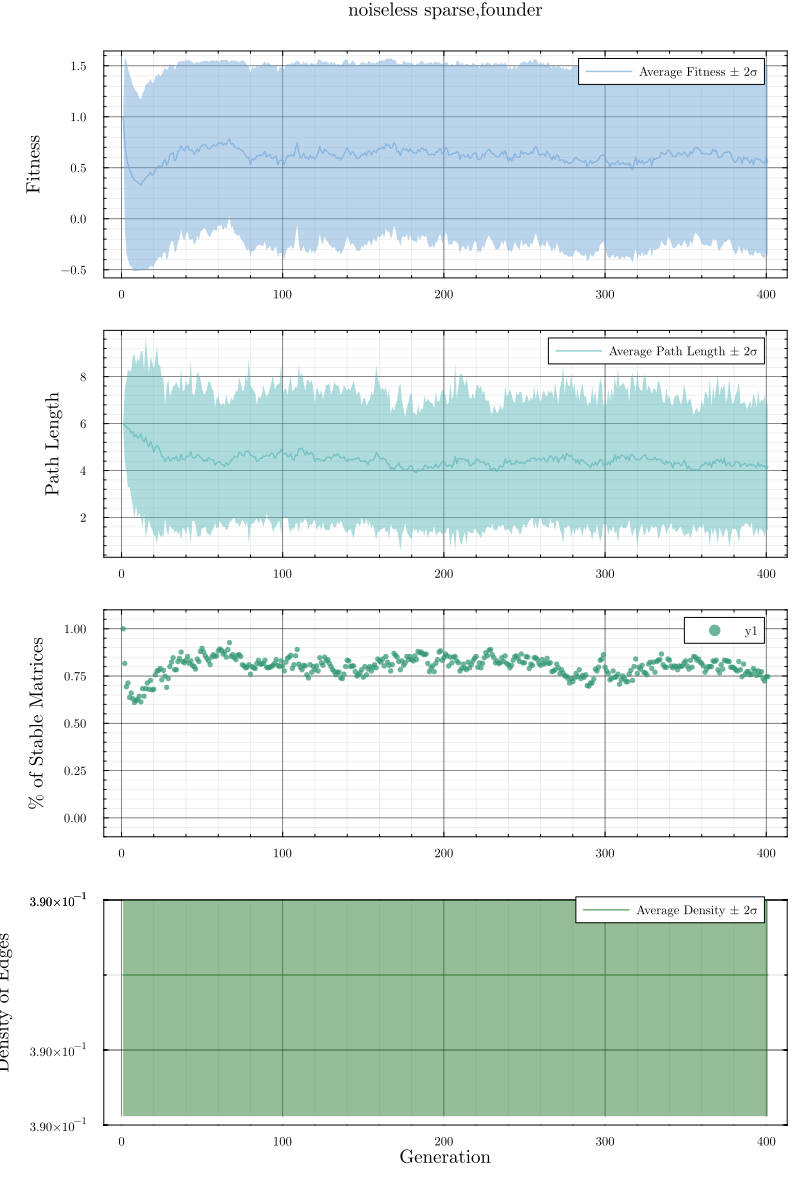 noiseless sparse,founder
Average Fitness ± 2σ
Fitness
1.5
1.0
0.5
0.0
−0.5
0 100 200 300 400
Average Path Length ± 2σ
Path Length
8
6
4
2
0 100 200 300 400
y1
% of Stable Matrices
1.00
0.75
0.50
0.25
0.00
0 100 200 300 400
Average Density ± 2σ
Density of Edges
3.90×10⁻¹
3.90×10⁻¹
3.90×10⁻¹
0 100 200 300 400
Generation